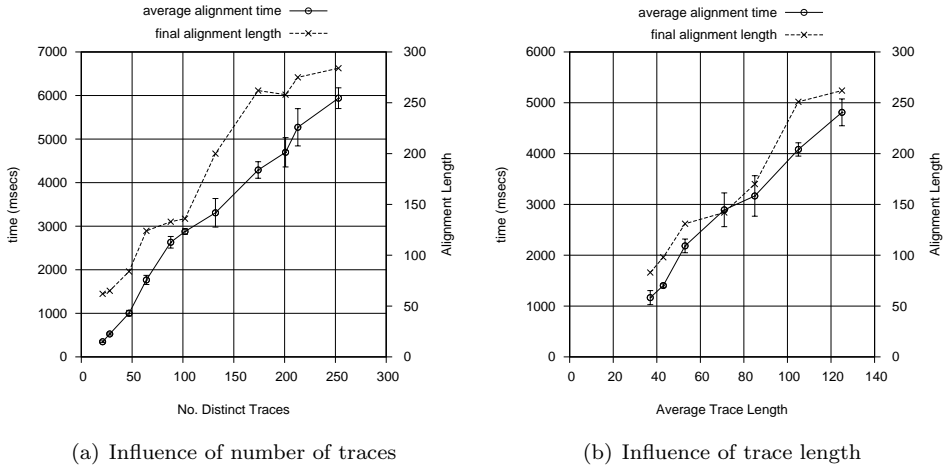 average alignment time
final alignment length
7000
6000
5000
4000
3000
2000
1000
0
time (msecs)
300
250
200
150
100
50
0
Alignment Length
0 50 100 150 200 250 300
No. Distinct Traces
(a) Influence of number of traces
average alignment time
final alignment length
6000
5000
4000
3000
2000
1000
0
time (msecs)
300
250
200
150
100
50
0
Alignment Length
0 20 40 60 80 100 120 140
Average Trace Length
(b) Influence of trace length